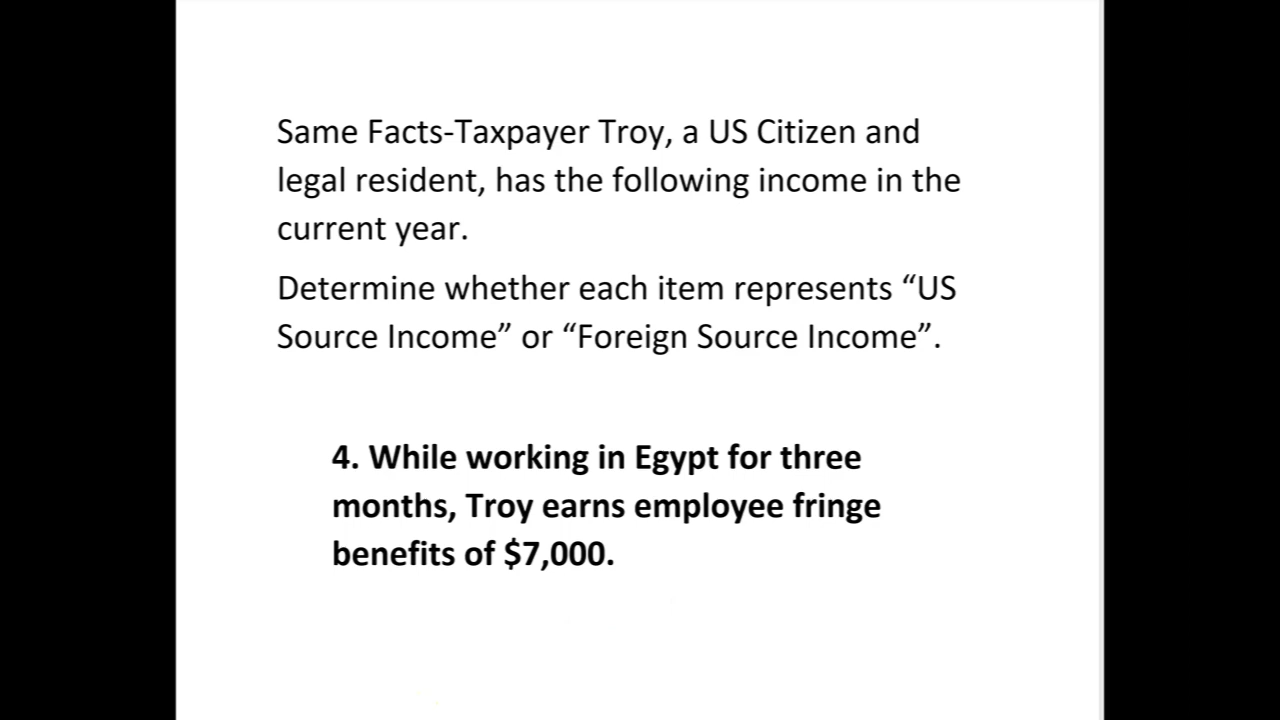 Same Facts-Taxpayer Troy, a US Citizen and
legal resident, has the following income in the
current year.
Determine whether each item represents “US
Source Income” or “Foreign Source Income”.
4. While working in Egypt for three
months, Troy earns employee fringe
benefits of $7,000.